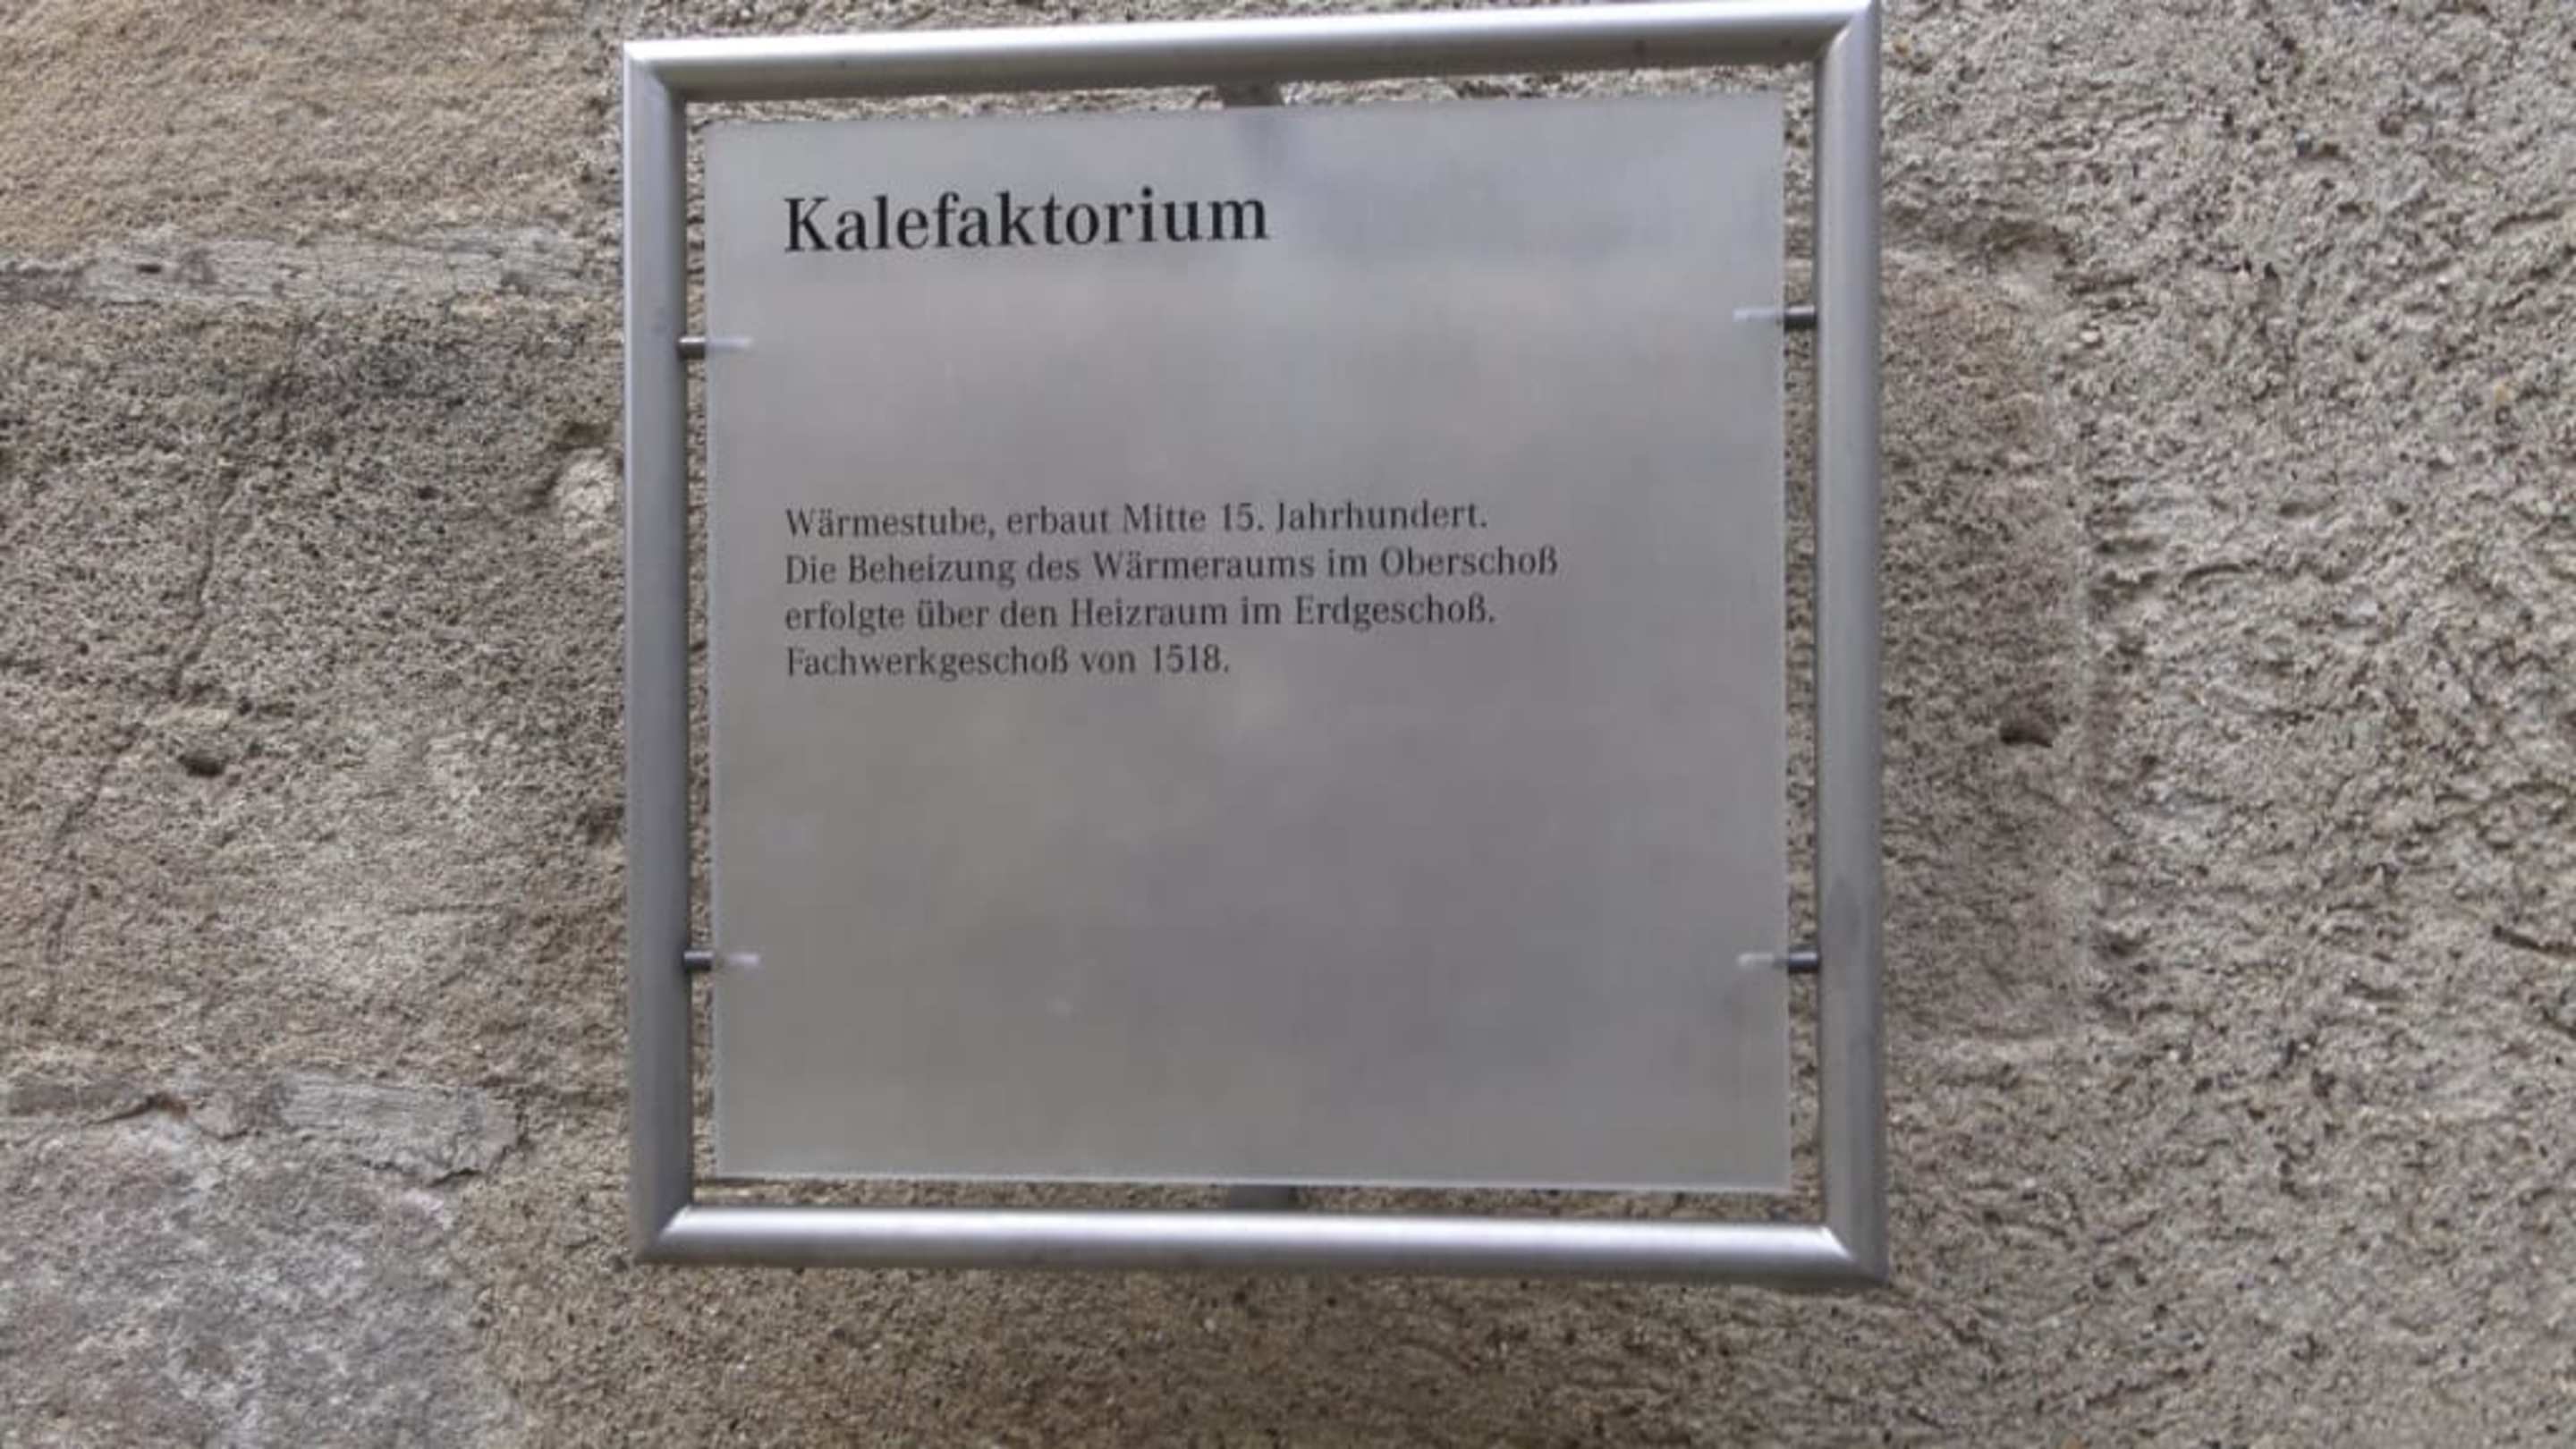 Kalefaktorium
Wärmestube, erbaut Mitte 15. Jahrhundert.
Die Beheizung des Wärmeraums im Oberschoß
erfolgte über den Heizraum im Erdgeschoß.
Fachwerkgeschoß von 1518.